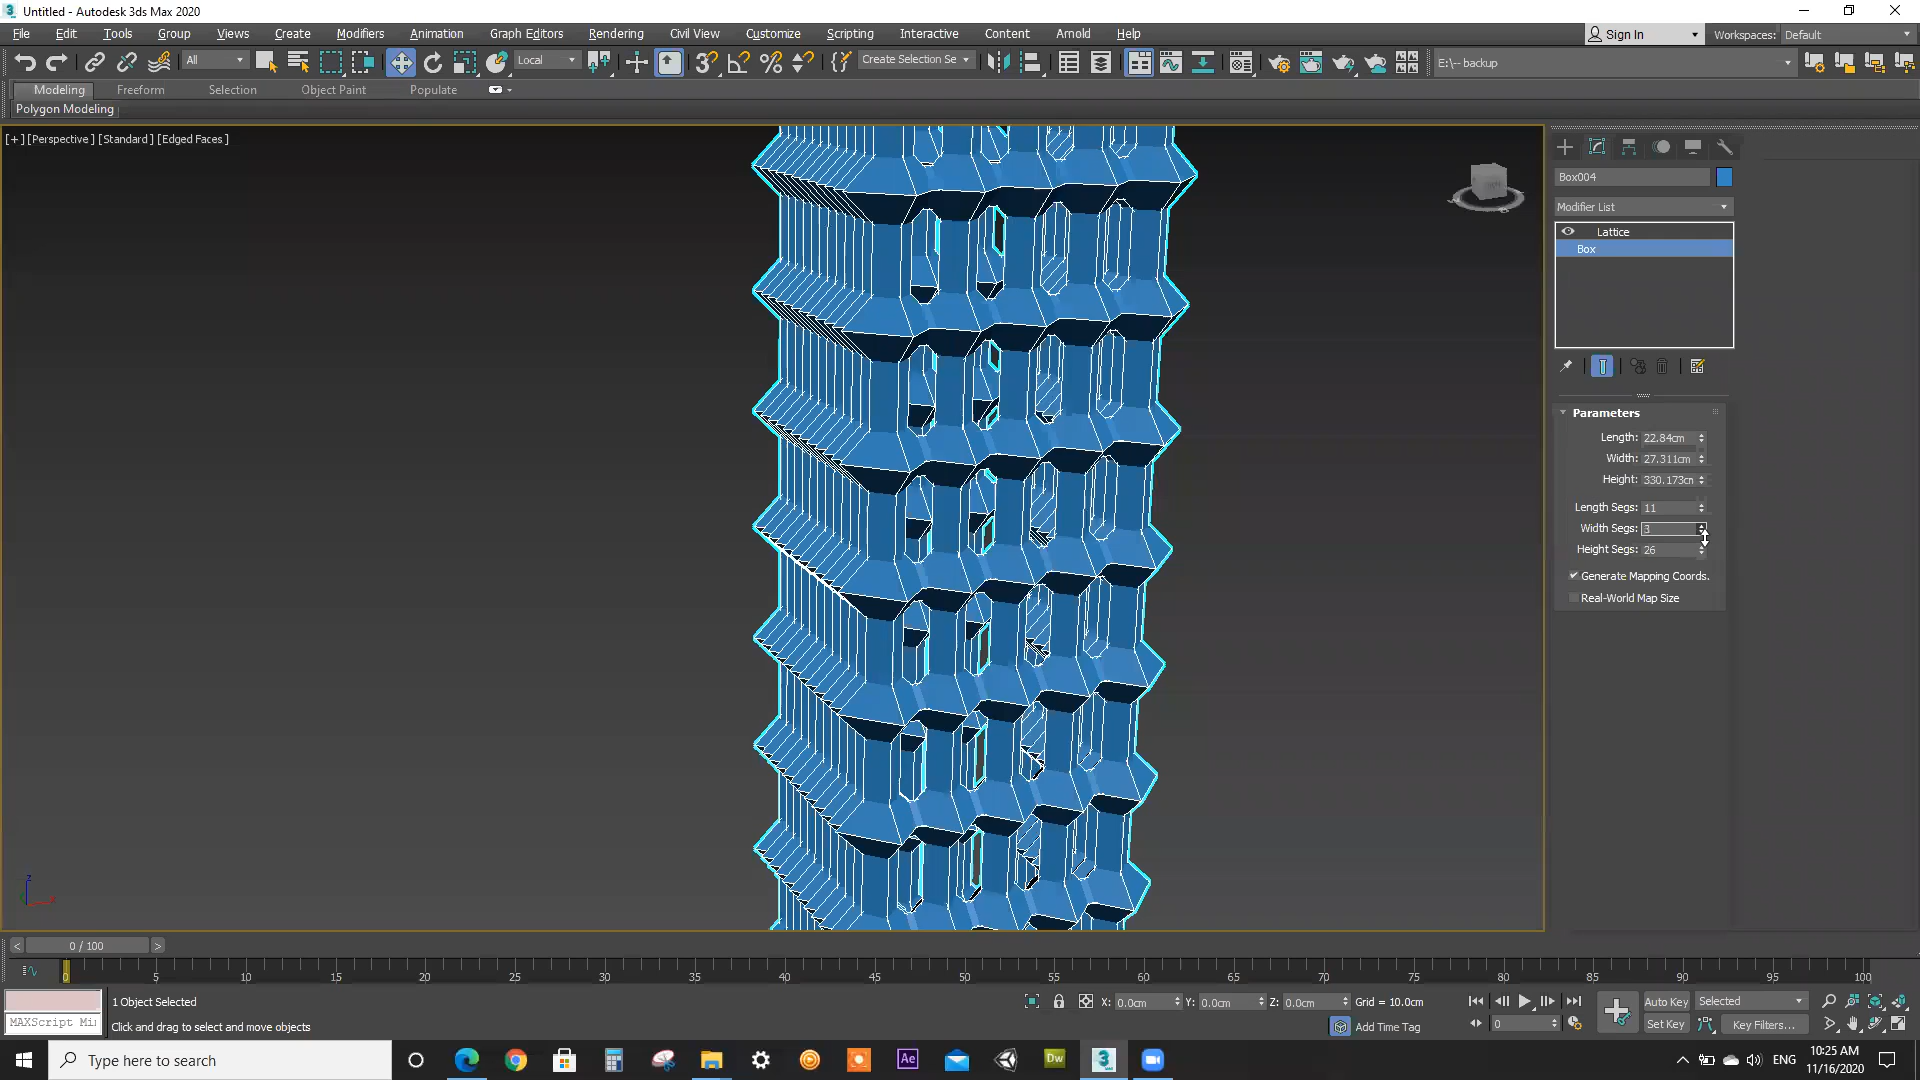 Untitled - Autodesk 3ds Max 2020
File Edit Tools Group Views Create Modifiers Animation Graph Editors Rendering Civil View Customize Scripting Interactive Content Arnold Help
Sign In Workspaces: Default
All Local Create Selection Se E:\-- backup
Modeling Freeform Selection Object Paint Populate
Polygon Modeling
[+] [Perspective] [Standard] [Edged Faces]
Box004
Modifier List
Lattice
Box
Parameters
Length: 22.84cm
Width: 27.311cm
Height: 330.173cm
Length Segs: 11
Width Segs: 3
Height Segs: 26
Generate Mapping Coords.
Real-World Map Size
z
x
< 0 / 100 >
0 5 10 15 20 25 30 35 40 45 50 55 60 65 70 75 80 85 90 95 100
1 Object Selected
X: 0.0cm Y: 0.0cm Z: 0.0cm Grid = 10.0cm
Auto Key Selected
MAXScript Mi
Click and drag to select and move objects
Add Time Tag
0
Set Key Key Filters...
Type here to search
Ae
Dw
3
ENG
10:25 AM
11/16/2020